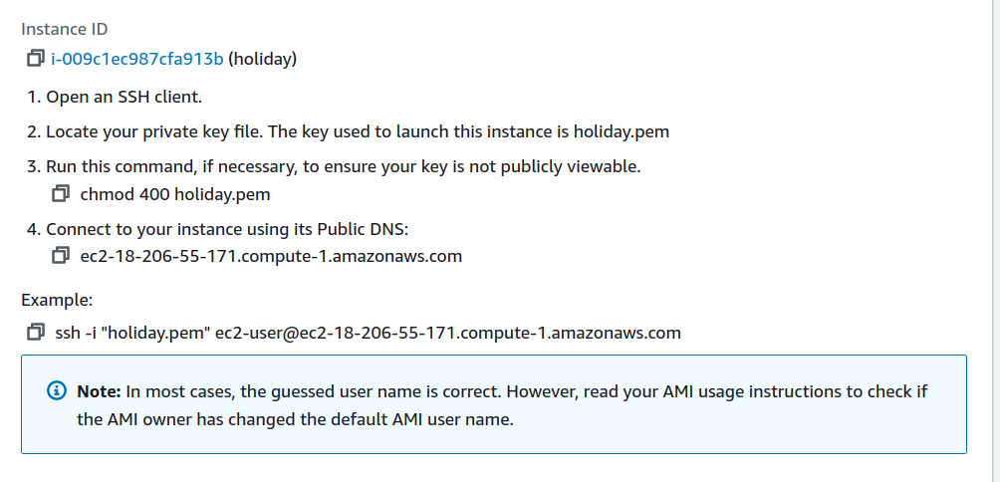 Instance ID
i-009c1ec987cfa913b (holiday)
1. Open an SSH client.
2. Locate your private key file. The key used to launch this instance is holiday.pem
3. Run this command, if necessary, to ensure your key is not publicly viewable.
chmod 400 holiday.pem
4. Connect to your instance using its Public DNS:
ec2-18-206-55-171.compute-1.amazonaws.com
Example:
ssh -i "holiday.pem" ec2-user@ec2-18-206-55-171.compute-1.amazonaws.com
Note: In most cases, the guessed user name is correct. However, read your AMI usage instructions to check if
the AMI owner has changed the default AMI user name.